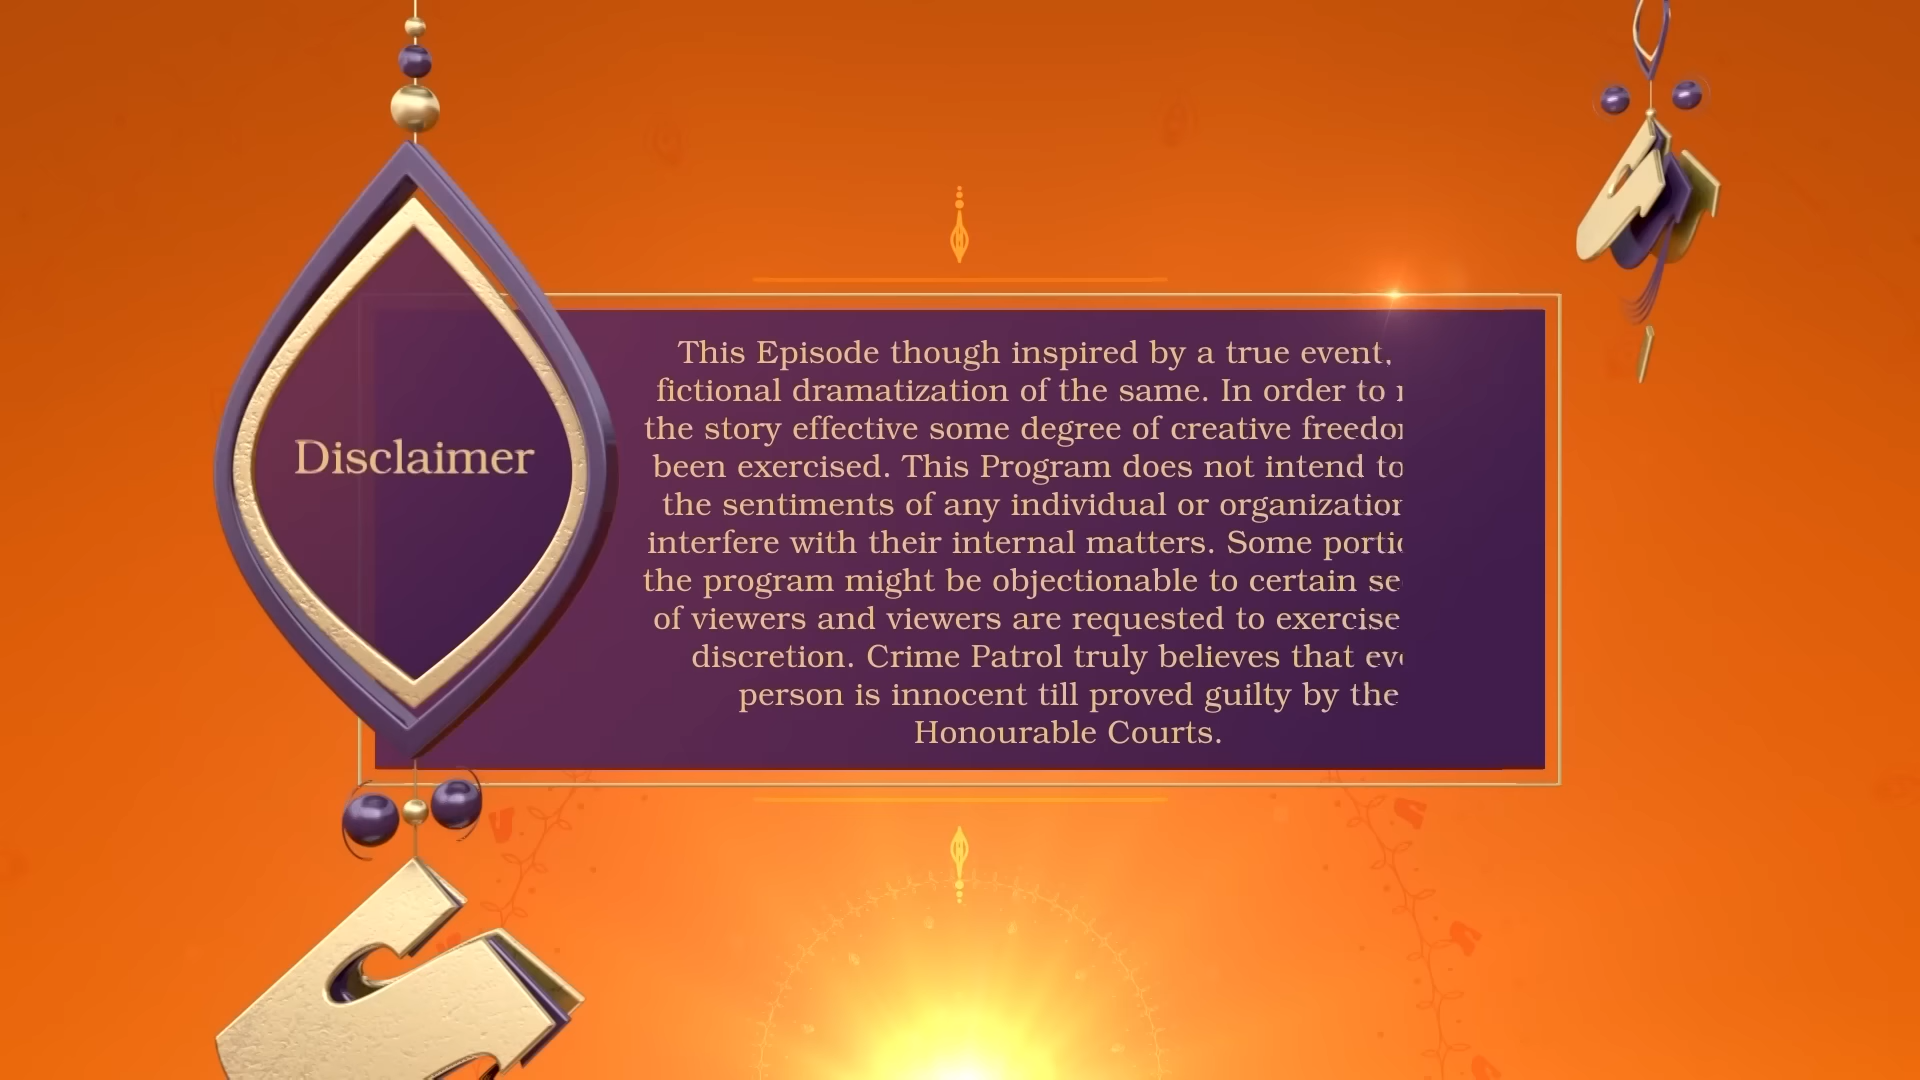 Disclaimer
This Episode though inspired by a true event,
fictional dramatization of the same. In order to
the story effective some degree of creative
been exercised. This Program does not intend to
the sentiments of any individual or
interfere with their internal matters. Some
the program might be objectionable to certain
of viewers and viewers are requested to exercise
discretion. Crime Patrol truly believes that
person is innocent till proved guilty by the
Honourable Courts.